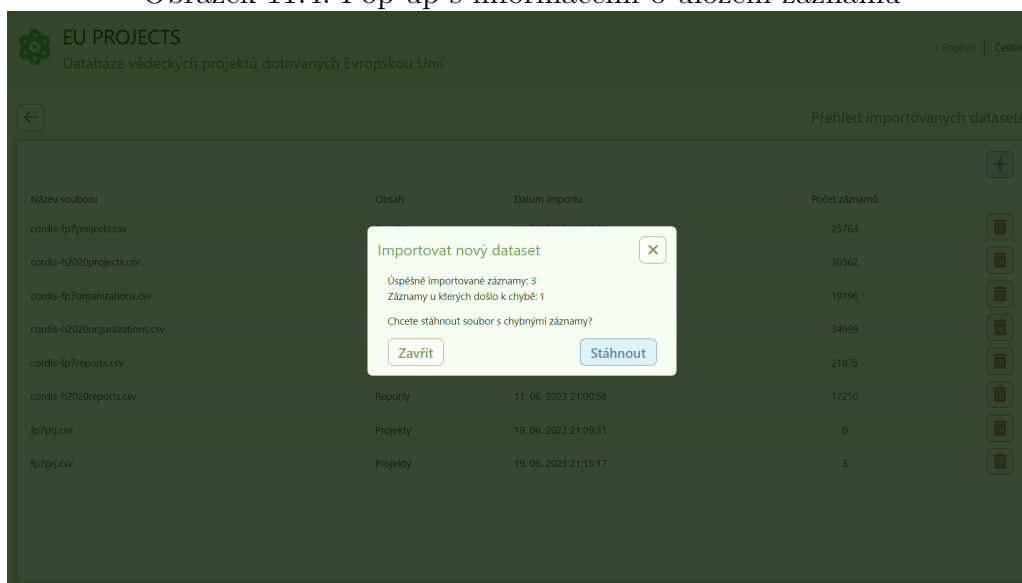 Obrázek 11.4: Pop-up s informacemi o uložení záznamů
EU PROJECTS
Databáze vědeckých projektů dotovaných Evropskou Unií
English | Češtin
Přehled importovaných datasetů
Název souboru Obsah Datum importu Počet záznamů
cordis-fp7projects.csv 25763
cordis-h2020projects.csv 30562
cordis-fp7organizations.csv 19196
cordis-h2020organizations.csv 34999
cordis-fp7reports.csv 21875
cordis-h2020reports.csv Reporty 11. 06. 2023 21:00:58 17250
fp7prj.csv Projekty 19. 06. 2023 21:09:31 0
fp7prj.csv Projekty 19. 06. 2023 21:15:17 3
Importovat nový dataset
Úspěšně importované záznamy: 3
Záznamy u kterých došlo k chybě: 1
Chcete stáhnout soubor s chybnými záznamy?
Zavřít Stáhnout